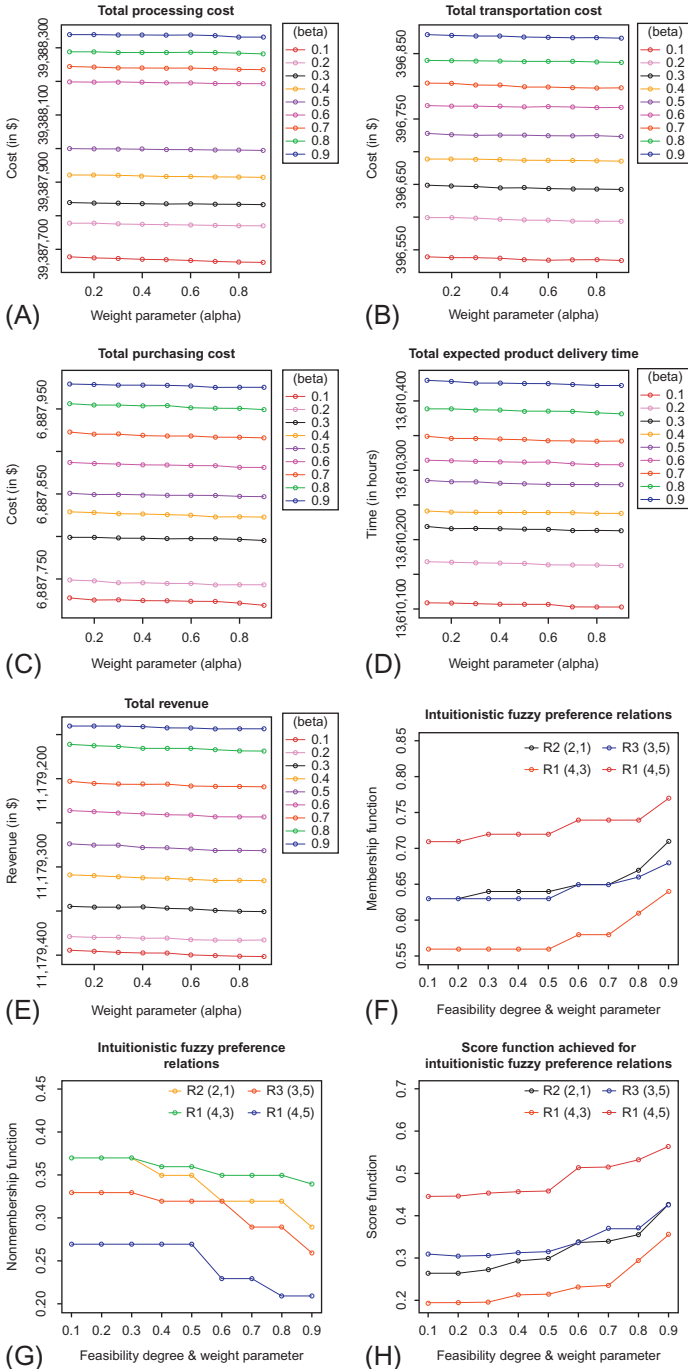 Total processing cost
Cost (in $)
39,388,300
39,388,100
39,387,900
39,387,700
0.2 0.4 0.6 0.8
Weight parameter (alpha)
(beta)
0.1
0.2
0.3
0.4
0.5
0.6
0.7
0.8
0.9
(A)
Total transportation cost
Cost (in $)
396,850
396,750
396,650
396,550
0.2 0.4 0.6 0.8
Weight parameter (alpha)
(beta)
0.1
0.2
0.3
0.4
0.5
0.6
0.7
0.8
0.9
(B)
Total purchasing cost
Cost (in $)
6,887,950
6,887,850
6,887,750
0.2 0.4 0.6 0.8
Weight parameter (alpha)
(beta)
0.1
0.2
0.3
0.4
0.5
0.6
0.7
0.8
0.9
(C)
Total expected product delivery time
Time (in hours)
13,610,400
13,610,300
13,610,200
13,610,100
0.2 0.4 0.6 0.8
Weight parameter (alpha)
(beta)
0.1
0.2
0.3
0.4
0.5
0.6
0.7
0.8
0.9
(D)
Total revenue
Revenue (in $)
11,179,200
11,179,300
11,179,400
0.2 0.4 0.6 0.8
Weight parameter (alpha)
(beta)
0.1
0.2
0.3
0.4
0.5
0.6
0.7
0.8
0.9
(E)
Intuitionistic fuzzy preference relations
R2 (2,1) R3 (3,5)
R1 (4,3) R1 (4,5)
Membership function
0.85
0.80
0.75
0.70
0.65
0.60
0.55
0.1 0.2 0.3 0.4 0.5 0.6 0.7 0.8 0.9
Feasibility degree & weight parameter
(F)
Intuitionistic fuzzy preference
relations
R2 (2,1) R3 (3,5)
R1 (4,3) R1 (4,5)
Nonmembership function
0.45
0.40
0.35
0.30
0.25
0.20
0.1 0.2 0.3 0.4 0.5 0.6 0.7 0.8 0.9
Feasibility degree & weight parameter
(G)
Score function achieved for
intuitionistic fuzzy preference relations
R2 (2,1) R3 (3,5)
R1 (4,3) R1 (4,5)
Score function
0.7
0.6
0.5
0.4
0.3
0.2
0.1 0.2 0.3 0.4 0.5 0.6 0.7 0.8 0.9
Feasibility degree & weight parameter
(H)